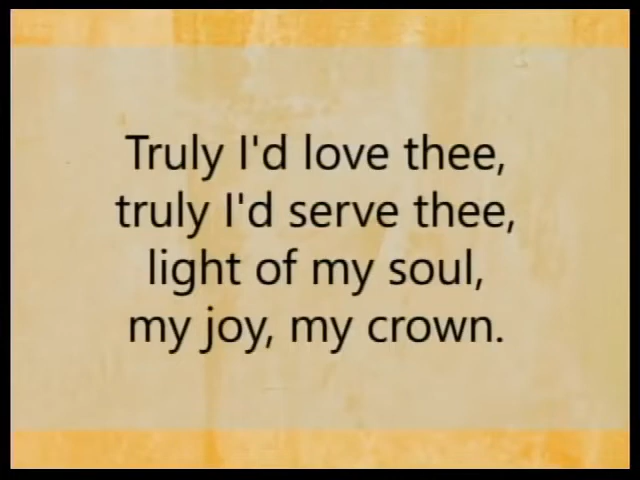 Truly I'd love thee,
truly I'd serve thee,
light of my soul,
my joy, my crown.